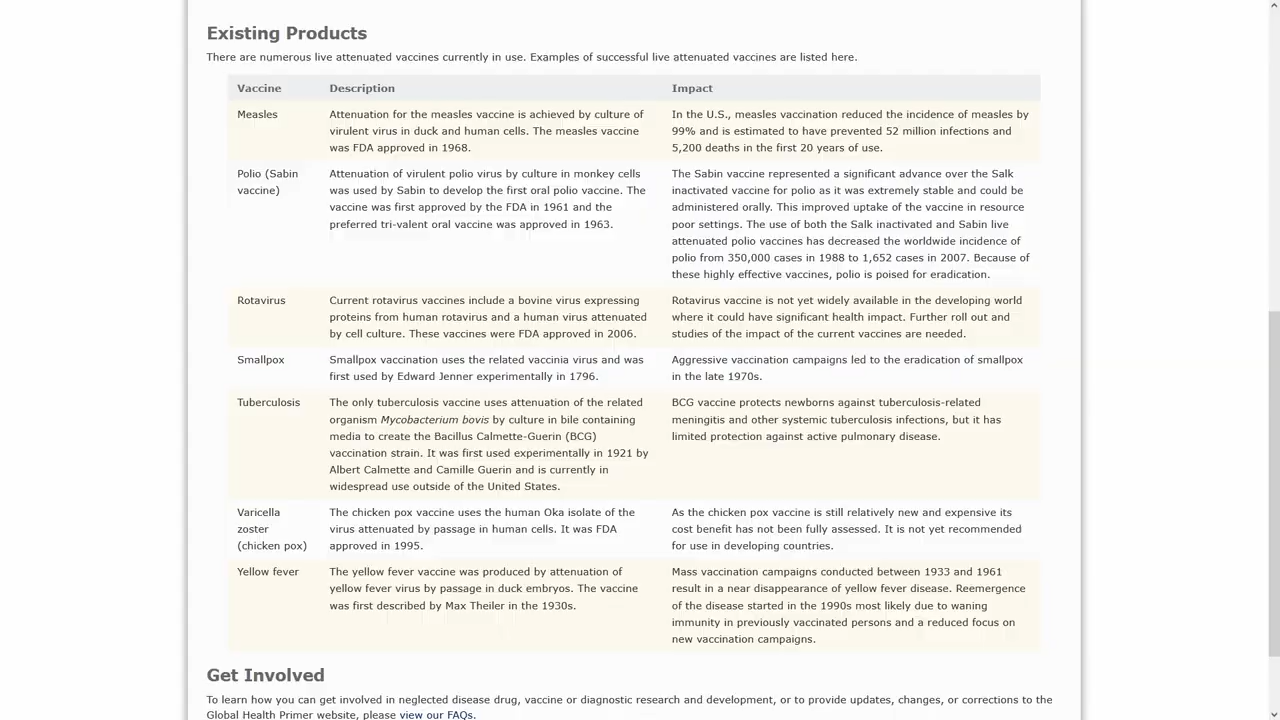 Existing Products
There are numerous live attenuated vaccines currently in use. Examples of successful live attenuated vaccines are listed here.
Vaccine Description Impact
Measles
Attenuation for the measles vaccine is achieved by culture of
virulent virus in duck and human cells. The measles vaccine
was FDA approved in 1968.
In the U.S., measles vaccination reduced the incidence of measles by
99% and is estimated to have prevented 52 million infections and
5,200 deaths in the first 20 years of use.
Polio (Sabin
vaccine)
Attenuation of virulent polio virus by culture in monkey cells
was used by Sabin to develop the first oral polio vaccine. The
vaccine was first approved by the FDA in 1961 and the
preferred tri-valent oral vaccine was approved in 1963.
The Sabin vaccine represented a significant advance over the Salk
inactivated vaccine for polio as it was extremely stable and could be
administered orally. This improved uptake of the vaccine in resource
poor settings. The use of both the Salk inactivated and Sabin live
attenuated polio vaccines has decreased the worldwide incidence of
polio from 350,000 cases in 1988 to 1,652 cases in 2007. Because of
these highly effective vaccines, polio is poised for eradication.
Rotavirus
Current rotavirus vaccines include a bovine virus expressing
proteins from human rotavirus and a human virus attenuated
by cell culture. These vaccines were FDA approved in 2006.
Rotavirus vaccine is not yet widely available in the developing world
where it could have significant health impact. Further roll out and
studies of the impact of the current vaccines are needed.
Smallpox
Smallpox vaccination uses the related vaccinia virus and was
first used by Edward Jenner experimentally in 1796.
Aggressive vaccination campaigns led to the eradication of smallpox
in the late 1970s.
Tuberculosis
The only tuberculosis vaccine uses attenuation of the related
organism Mycobacterium bovis by culture in bile containing
media to create the Bacillus Calmette-Guerin (BCG)
vaccination strain. It was first used experimentally in 1921 by
Albert Calmette and Camille Guerin and is currently in
widespread use outside of the United States.
BCG vaccine protects newborns against tuberculosis-related
meningitis and other systemic tuberculosis infections, but it has
limited protection against active pulmonary disease.
Varicella
zoster
(chicken pox)
The chicken pox vaccine uses the human Oka isolate of the
virus attenuated by passage in human cells. It was FDA
approved in 1995.
As the chicken pox vaccine is still relatively new and expensive its
cost benefit has not been fully assessed. It is not yet recommended
for use in developing countries.
Yellow fever
The yellow fever vaccine was produced by attenuation of
yellow fever virus by passage in duck embryos. The vaccine
was first described by Max Theiler in the 1930s.
Mass vaccination campaigns conducted between 1933 and 1961
result in a near disappearance of yellow fever disease. Reemergence
of the disease started in the 1990s most likely due to waning
immunity in previously vaccinated persons and a reduced focus on
new vaccination campaigns.
Get Involved
To learn how you can get involved in neglected disease drug, vaccine or diagnostic research and development, or to provide updates, changes, or corrections to the
Global Health Primer website, please view our FAQs.